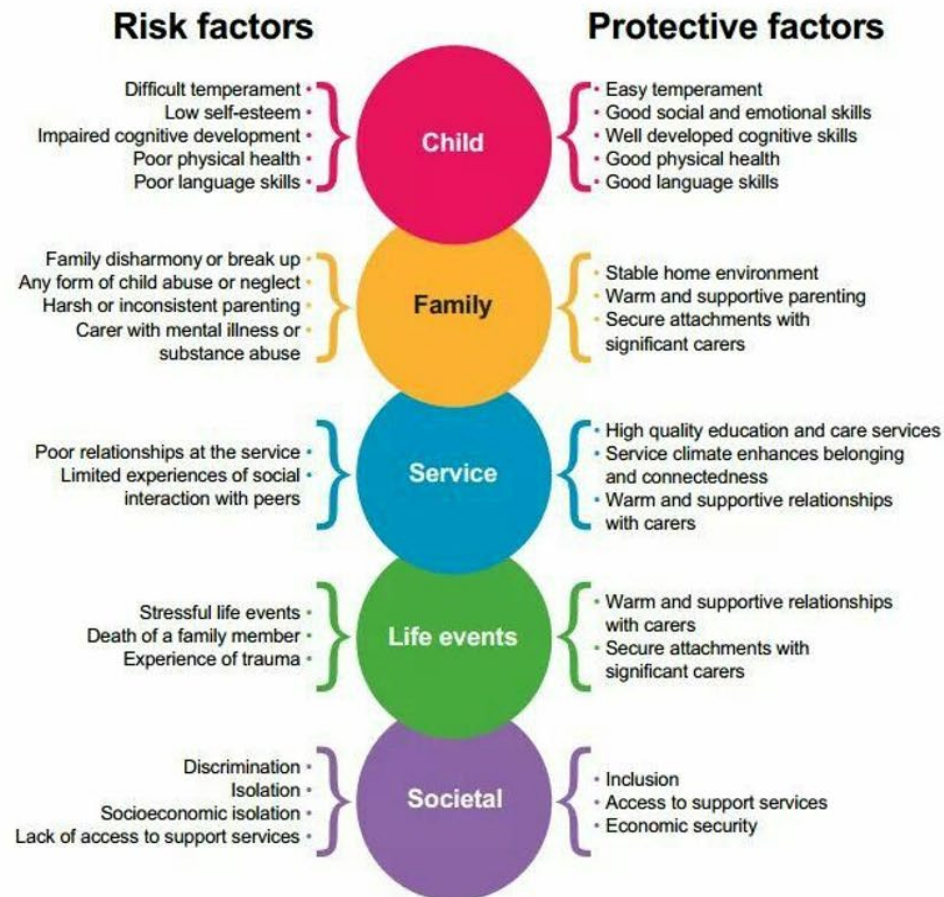 Risk factors
Protective factors
Difficult temperament •
Low self-esteem •
Impaired cognitive development •
Poor physical health •
Poor language skills •
Child
• Easy temperament
• Good social and emotional skills
• Well developed cognitive skills
• Good physical health
• Good language skills
Family disharmony or break up •
Any form of child abuse or neglect •
Harsh or inconsistent parenting •
Carer with mental illness or •
substance abuse
Family
• Stable home environment
• Warm and supportive parenting
• Secure attachments with
significant carers
Poor relationships at the service •
Limited experiences of social •
interaction with peers
Service
• High quality education and care services
• Service climate enhances belonging
and connectedness
• Warm and supportive relationships
with carers
Stressful life events •
Death of a family member •
Experience of trauma •
Life events
• Warm and supportive relationships
with carers
• Secure attachments with
significant carers
Discrimination •
Isolation •
Socioeconomic isolation •
Lack of access to support services •
Societal
• Inclusion
• Access to support services
• Economic security